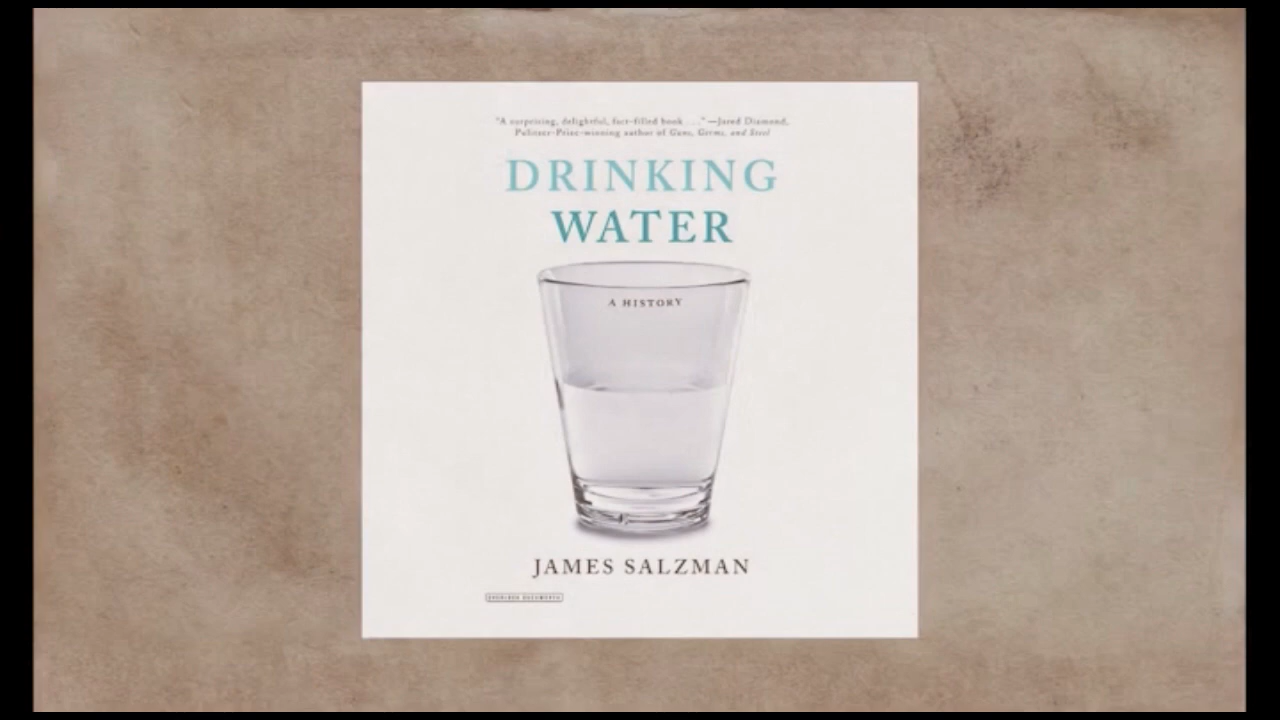 "A surprising, delightful, fact-filled book . . ." —Jared Diamond,
Pulitzer-Prize-winning author of Guns, Germs, and Steel
DRINKING
WATER
A HISTORY
JAMES SALZMAN